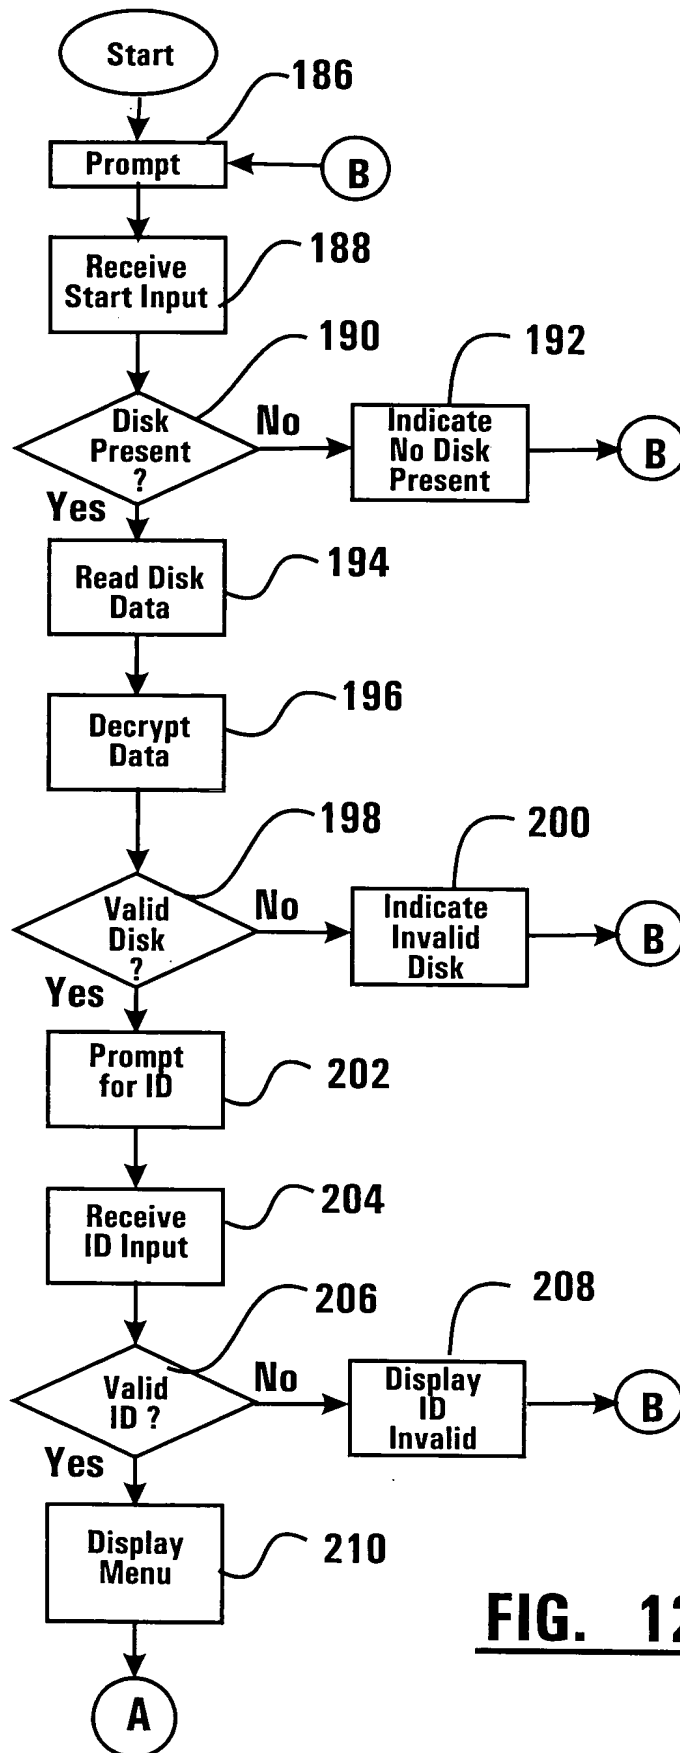 Start
186
Prompt
B
Receive
Start Input
188
190
Disk
Present
?
No
192
Indicate
No Disk
Present
B
Yes
Read Disk
Data
194
Decrypt
Data
196
198
Valid
Disk
?
No
200
Indicate
Invalid
Disk
B
Yes
Prompt
for ID
202
Receive
ID Input
204
206
Valid
ID ?
No
208
Display
ID
Invalid
B
Yes
Display
Menu
210
FIG. 12
A